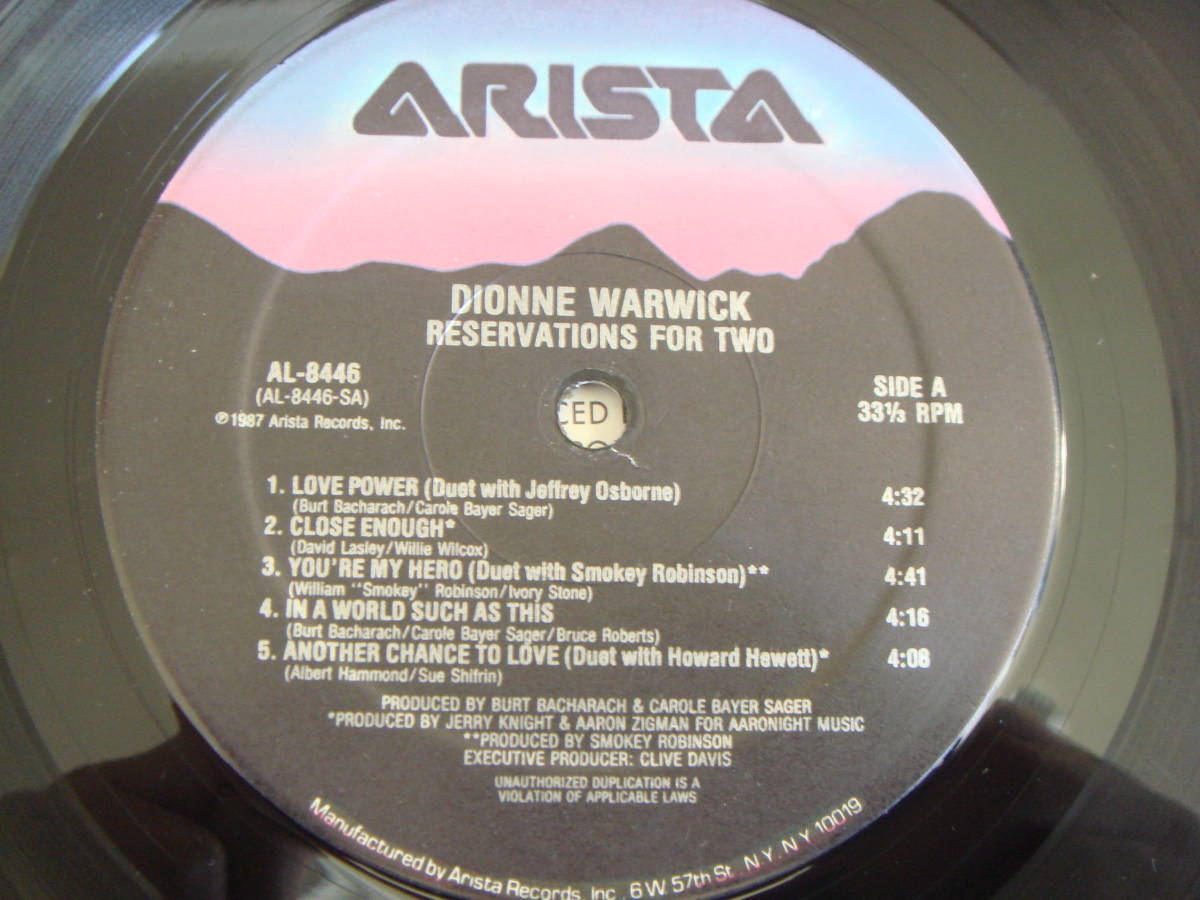 ARISTA
DIONNE WARWICK
RESERVATIONS FOR TWO
AL-8446
(AL-8446-SA)
℗1987 Arista Records, Inc.
SIDE A
33⅓ RPM
CED
1. LOVE POWER (Duet with Jeffrey Osborne) 4:32
(Burt Bacharach/Carole Bayer Sager)
2. CLOSE ENOUGH* 4:11
(David Lasley/Willie Wilcox)
3. YOU'RE MY HERO (Duet with Smokey Robinson)** 4:41
(William "Smokey" Robinson/Ivory Stone)
4. IN A WORLD SUCH AS THIS 4:16
(Burt Bacharach/Carole Bayer Sager/Bruce Roberts)
5. ANOTHER CHANCE TO LOVE (Duet with Howard Hewett)* 4:08
(Albert Hammond/Sue Shifrin)
PRODUCED BY BURT BACHARACH & CAROLE BAYER SAGER
*PRODUCED BY JERRY KNIGHT & AARON ZIGMAN FOR AARONIGHT MUSIC
**PRODUCED BY SMOKEY ROBINSON
EXECUTIVE PRODUCER: CLIVE DAVIS
UNAUTHORIZED DUPLICATION IS A
VIOLATION OF APPLICABLE LAWS
Manufactured by Arista Records, Inc. 6 W. 57th St., N.Y. N.Y. 10019